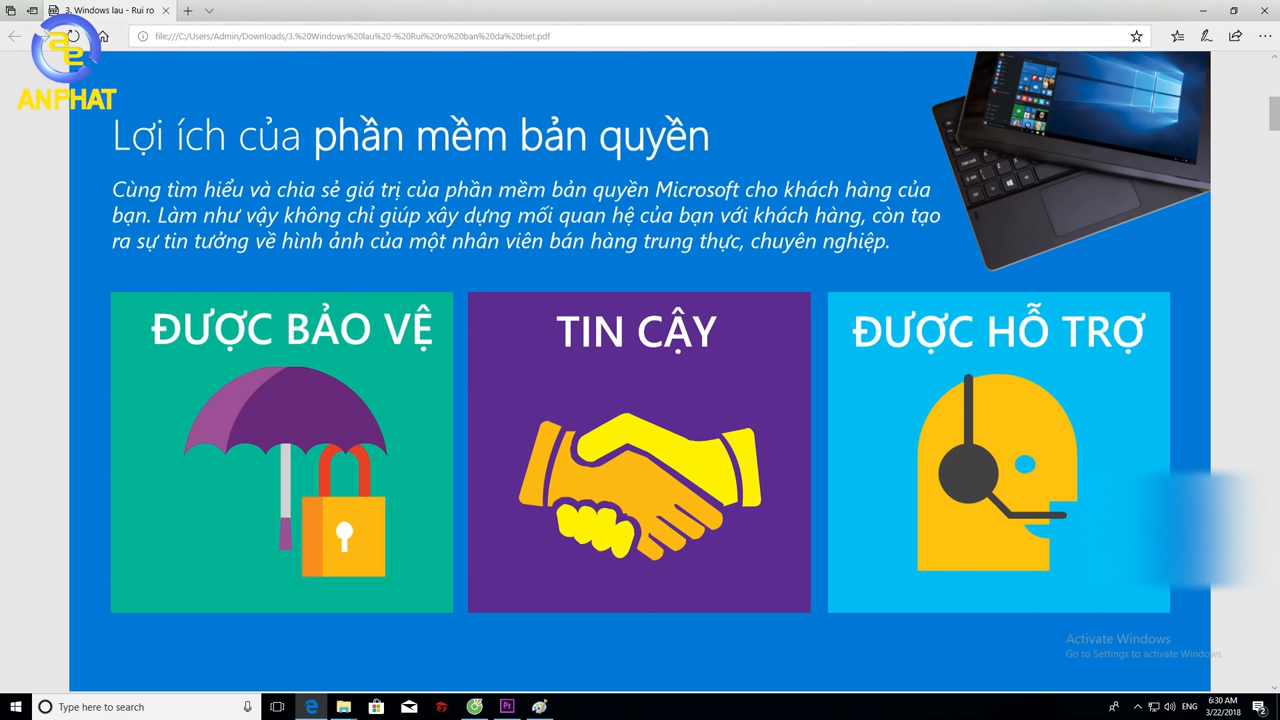 3. Windows lau - Rui ro
file:///C:/Users/Admin/Downloads/3.%20Windows%20lau%20-%20Rui%20ro%20ban%20da%20biet.pdf
ANPHAT
Lợi ích của phần mềm bản quyền
Cùng tìm hiểu và chia sẻ giá trị của phần mềm bản quyền Microsoft cho khách hàng của
bạn. Làm như vậy không chỉ giúp xây dựng mối quan hệ của bạn với khách hàng, còn tạo
ra sự tin tưởng về hình ảnh của một nhân viên bán hàng trung thực, chuyên nghiệp.
ĐƯỢC BẢO VỆ
TIN CẬY
ĐƯỢC HỖ TRỢ
Activate Windows
Go to Settings to activate Windows.
Type here to search
Pr
ENG
6:30 AM
3/22/2018
2